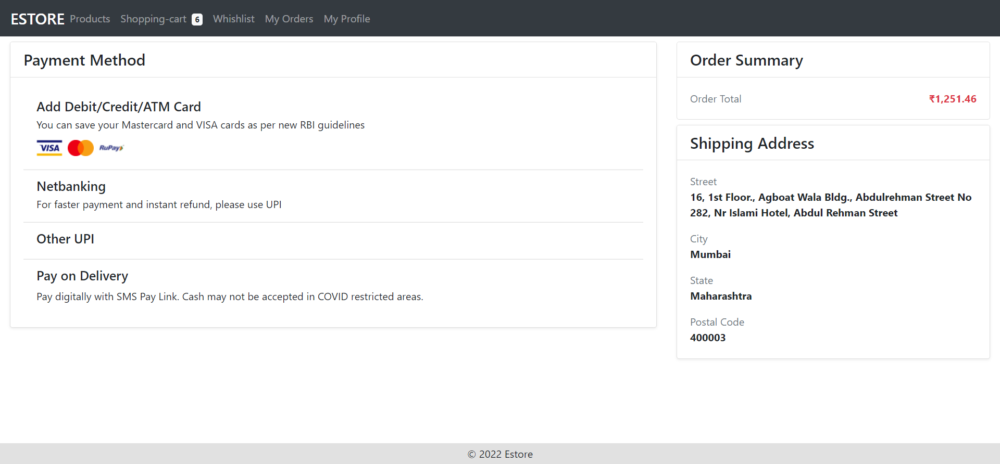 ESTORE Products Shopping-cart 6 Whishlist My Orders My Profile
Payment Method
Add Debit/Credit/ATM Card
You can save your Mastercard and VISA cards as per new RBI guidelines
VISA RuPay
Netbanking
For faster payment and instant refund, please use UPI
Other UPI
Pay on Delivery
Pay digitally with SMS Pay Link. Cash may not be accepted in COVID restricted areas.
Order Summary
Order Total ₹1,251.46
Shipping Address
Street
16, 1st Floor., Agboat Wala Bldg., Abdulrehman Street No
282, Nr Islami Hotel, Abdul Rehman Street
City
Mumbai
State
Maharashtra
Postal Code
400003
© 2022 Estore